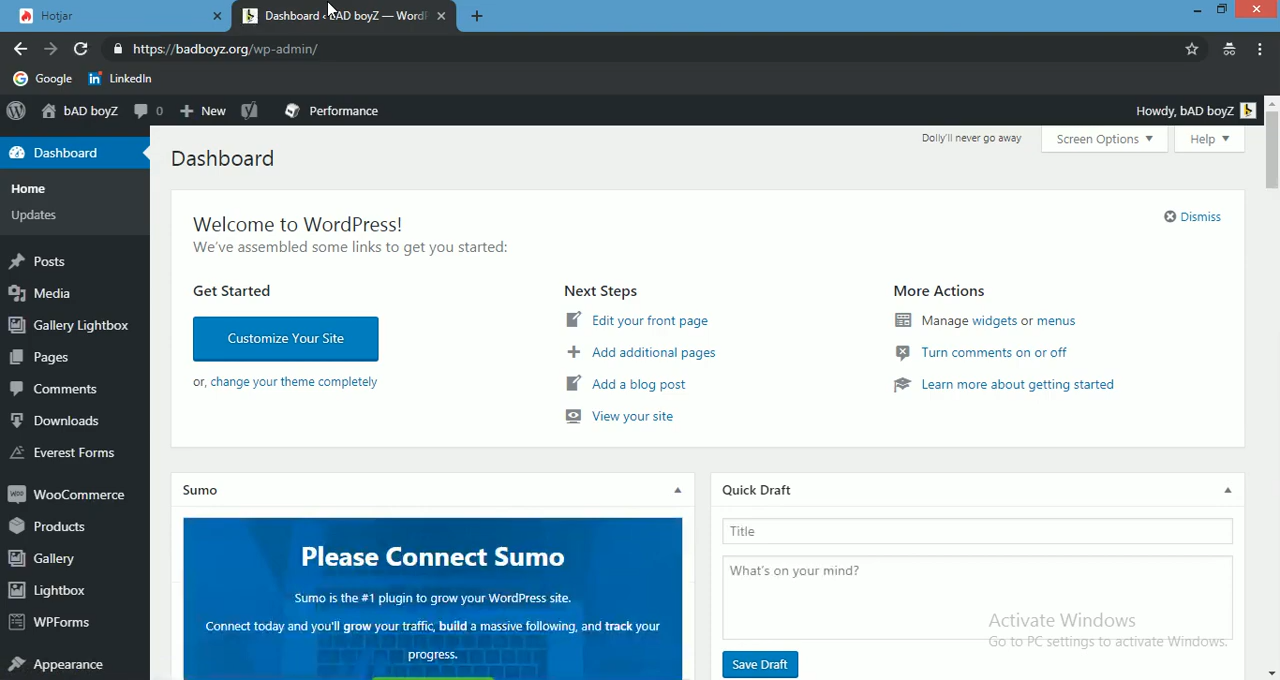 Hotjar
Dashboard ‹ bAD boyZ — WordP
https://badboyz.org/wp-admin/
Google LinkedIn
bAD boyZ 0 New Performance Howdy, bAD boyZ
Dashboard
Home
Updates
Posts
Media
Gallery Lightbox
Pages
Comments
Downloads
Everest Forms
WooCommerce
Products
Gallery
Lightbox
WPForms
Appearance
Dolly'll never go away
Screen Options
Help
Dashboard
Welcome to WordPress!
We've assembled some links to get you started:
Dismiss
Get Started
Customize Your Site
or, change your theme completely
Next Steps
Edit your front page
Add additional pages
Add a blog post
View your site
More Actions
Manage widgets or menus
Turn comments on or off
Learn more about getting started
Sumo
Please Connect Sumo
Sumo is the #1 plugin to grow your WordPress site.
Connect today and you'll grow your traffic, build a massive following, and track your
progress.
Quick Draft
Title
What's on your mind?
Save Draft
Activate Windows
Go to PC settings to activate Windows.